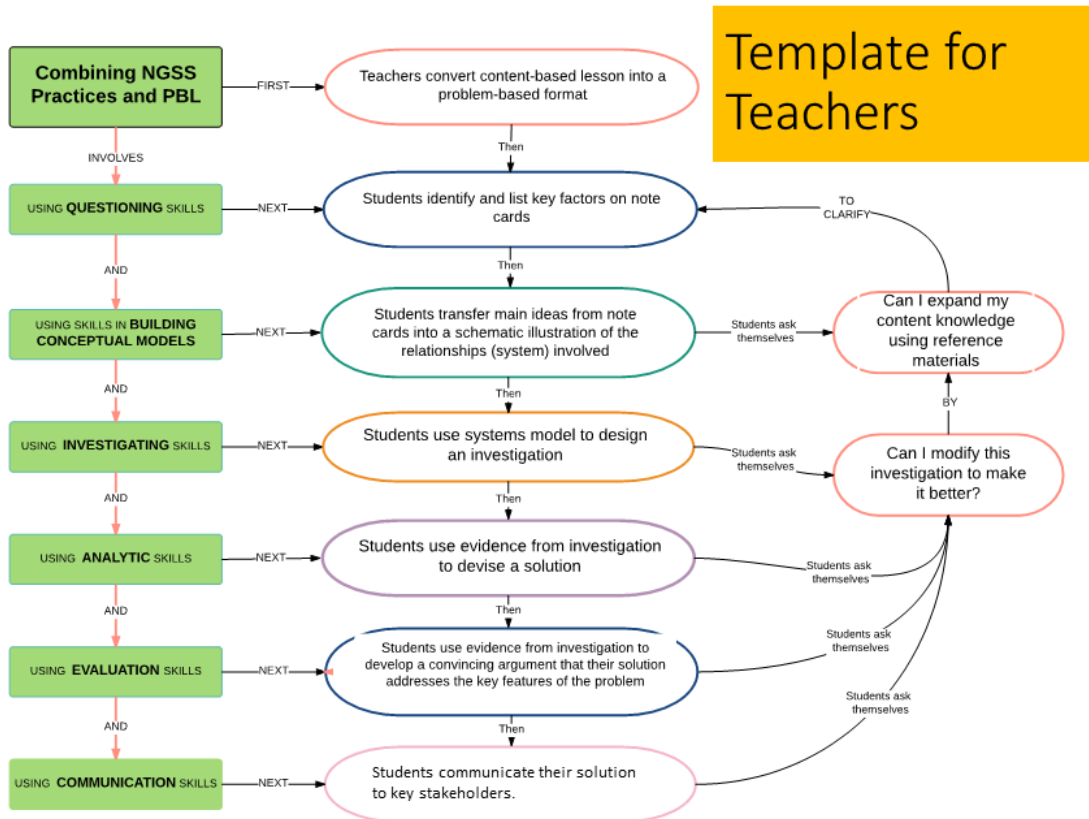 Template for
Teachers
Combining NGSS
Practices and PBL
FIRST
Teachers convert content-based lesson into a
problem-based format
INVOLVES
Then
USING QUESTIONING SKILLS
NEXT
Students identify and list key factors on note
cards
TO
CLARIFY
AND
Then
USING SKILLS IN BUILDING
CONCEPTUAL MODELS
NEXT
Students transfer main ideas from note
cards into a schematic illustration of the
relationships (system) involved
Students ask
themselves
Can I expand my
content knowledge
using reference
materials
AND
Then
BY
USING INVESTIGATING SKILLS
NEXT
Students use systems model to design
an investigation
Students ask
themselves
Can I modify this
investigation to make
it better?
AND
Then
USING ANALYTIC SKILLS
NEXT
Students use evidence from investigation
to devise a solution
Students ask
themselves
AND
Then
USING EVALUATION SKILLS
NEXT
Students use evidence from investigation to
develop a convincing argument that their solution
addresses the key features of the problem
Students ask
themselves
AND
Then
USING COMMUNICATION SKILLS
NEXT
Students communicate their solution
to key stakeholders.
Students ask
themselves